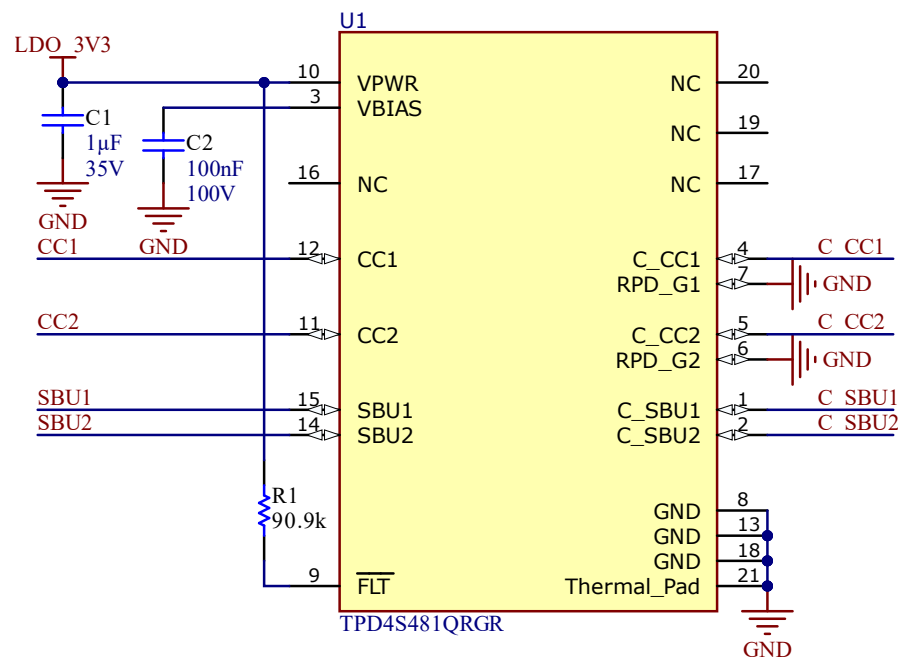 U1
LDO_3V3
10
VPWR
NC
20
3
VBIAS
C1
1µF
35V
C2
100nF
100V
NC
19
16
NC
NC
17
GND
GND
CC1
12
CC1
C_CC1
4
C_CC1
RPD_G1
7
GND
CC2
11
CC2
C_CC2
5
C_CC2
RPD_G2
6
GND
SBU1
15
SBU1
C_SBU1
1
C_SBU1
SBU2
14
SBU2
C_SBU2
2
C_SBU2
R1
90.9k
GND
8
GND
13
GND
18
9
FLT
Thermal_Pad
21
TPD4S481QRGR
GND